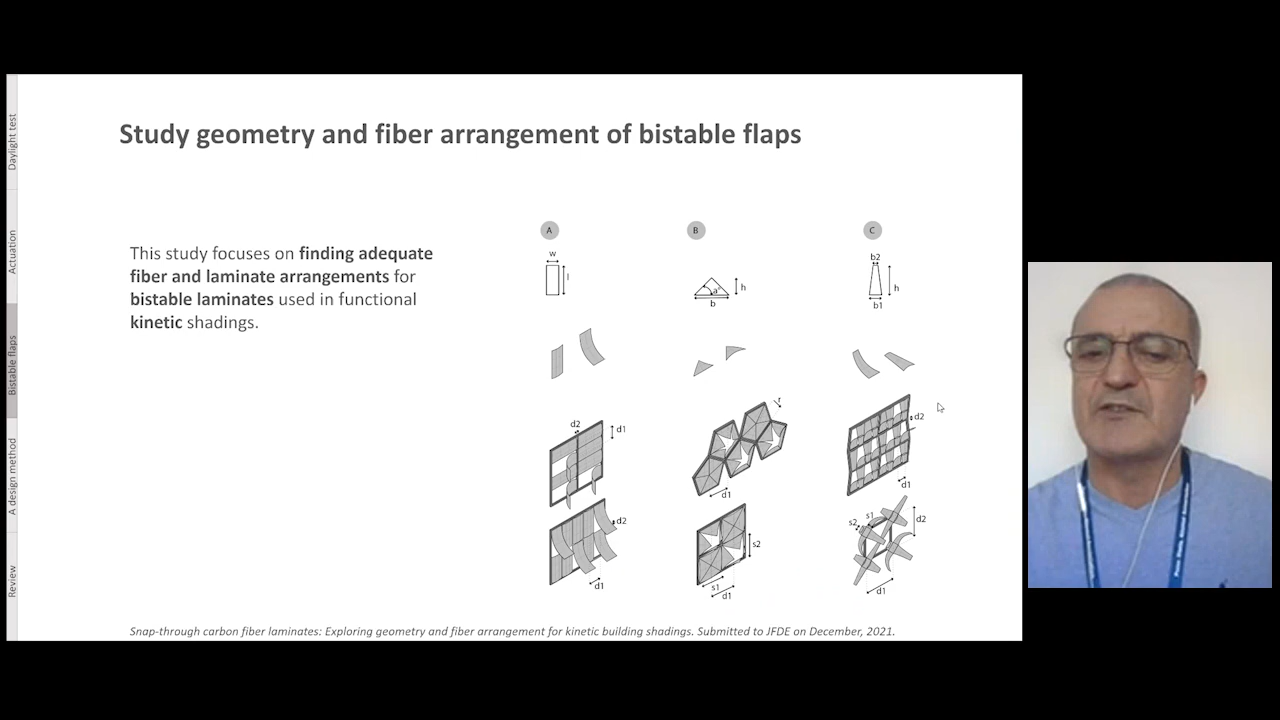 Study geometry and fiber arrangement of bistable flaps
This study focuses on finding adequate
fiber and laminate arrangements for
bistable laminates used in functional
kinetic shadings.
A
B
C
w
l
a°
h
b
b2
h
b1
d2
d1
r
d1
d2
d1
d2
d1
s2
s1
d1
s2
s1
d2
d1
Snap-through carbon fiber laminates: Exploring geometry and fiber arrangement for kinetic building shadings. Submitted to JFDE on December, 2021.
Daylight test
Actuation
Bistable flaps
A design method
Review